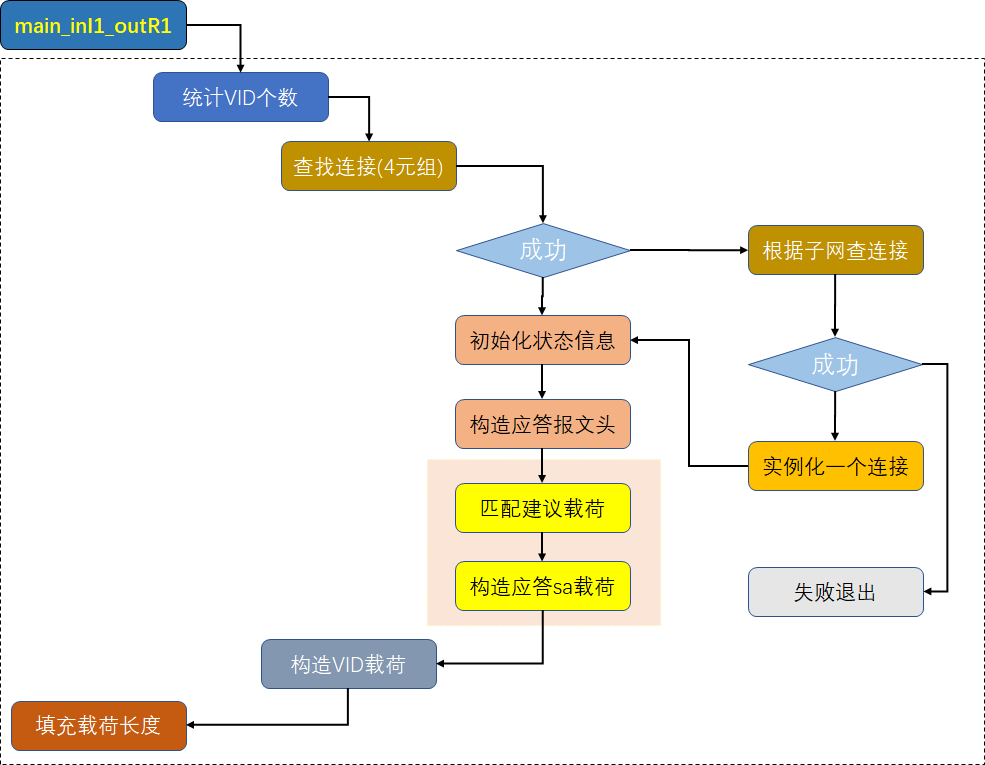 main_inI1_outR1
统计VID个数
查找连接(4元组)
成功
根据子网查连接
初始化状态信息
成功
构造应答报文头
实例化一个连接
匹配建议载荷
构造应答sa载荷
失败退出
构造VID载荷
填充载荷长度